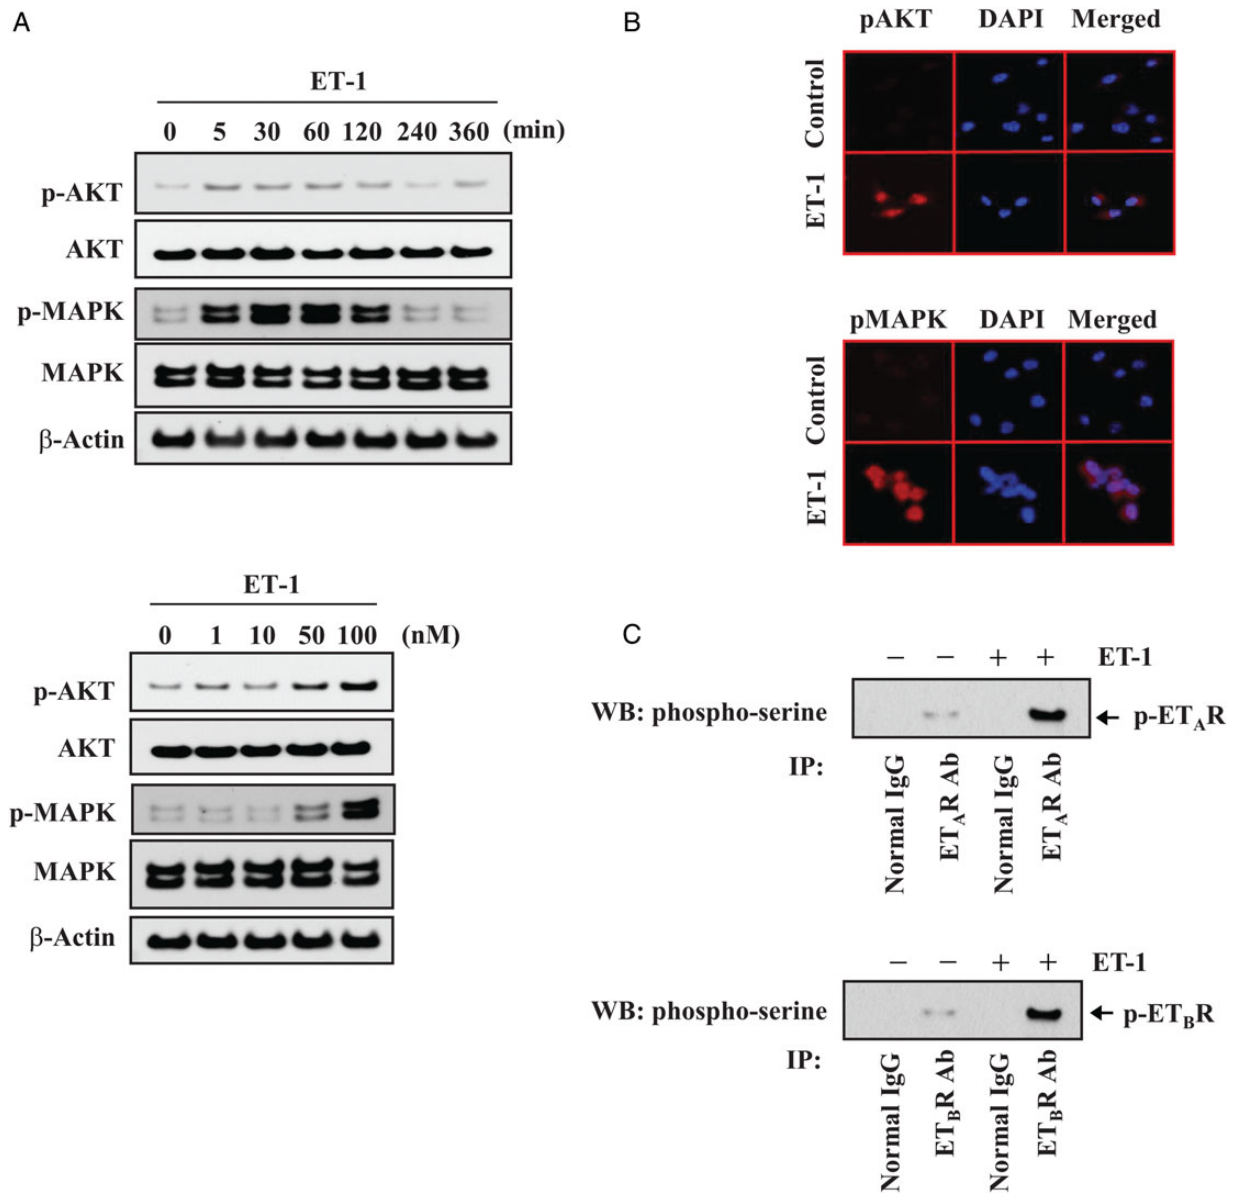 A
ET-1
0 5 30 60 120 240 360 (min)
p-AKT
AKT
p-MAPK
MAPK
β-Actin
ET-1
0 1 10 50 100 (nM)
p-AKT
AKT
p-MAPK
MAPK
β-Actin
B
pAKT DAPI Merged
Control
ET-1
pMAPK DAPI Merged
Control
ET-1
C
− − + + ET-1
WB: phospho-serine
p-ETAR
IP:
Normal IgG
ETAR Ab
Normal IgG
ETAR Ab
− − + + ET-1
WB: phospho-serine
p-ETBR
IP:
Normal IgG
ETBR Ab
Normal IgG
ETBR Ab